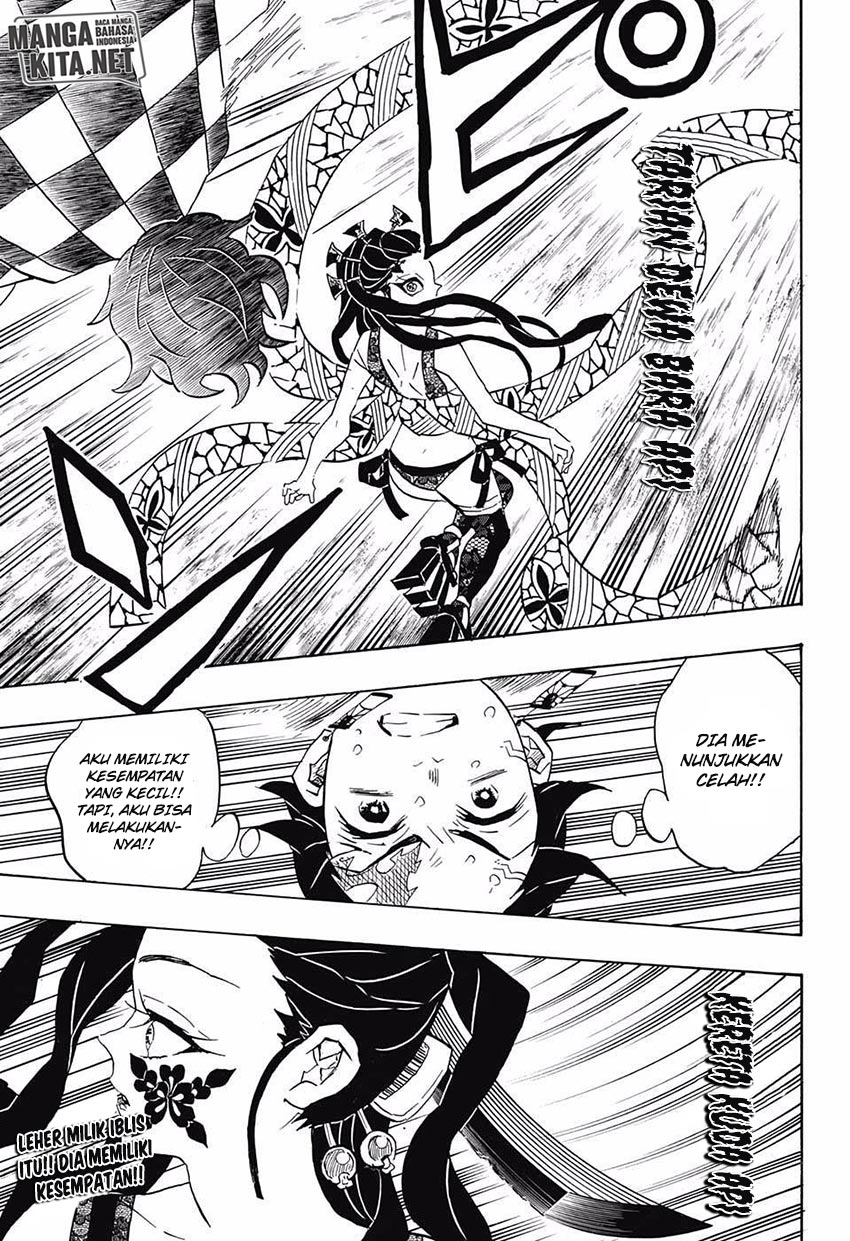 MANGA
KITA.NET
BACA MANGA
BAHASA
INDONESIA
TARIAN DEWA BARA API
DIA ME-
NUNJUKKAN
CELAH!!
AKU MEMILIKI
KESEMPATAN
YANG KECIL!!
TAPI, AKU BISA
MELAKUKAN-
NYA!!
KERETA KUDA API
LEHER MILIK IBLIS
ITU!! DIA MEMILIKI
KESEMPATAN!!